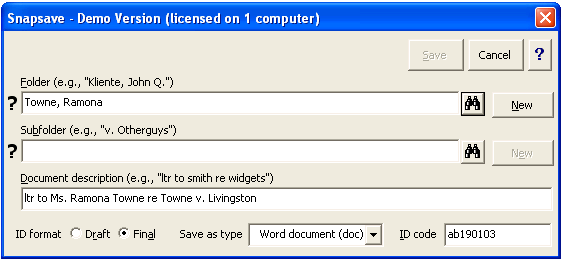 Snapsave - Demo Version (licensed on 1 computer)
Save Cancel ?
Folder (e.g., "Kliente, John Q.")
? Towne, Ramona New
Subfolder (e.g., "v. Otherguys")
? New
Document description (e.g., "ltr to smith re widgets")
ltr to Ms. Ramona Towne re Towne v. Livingston
ID format Draft Final Save as type Word document (doc) ID code ab190103